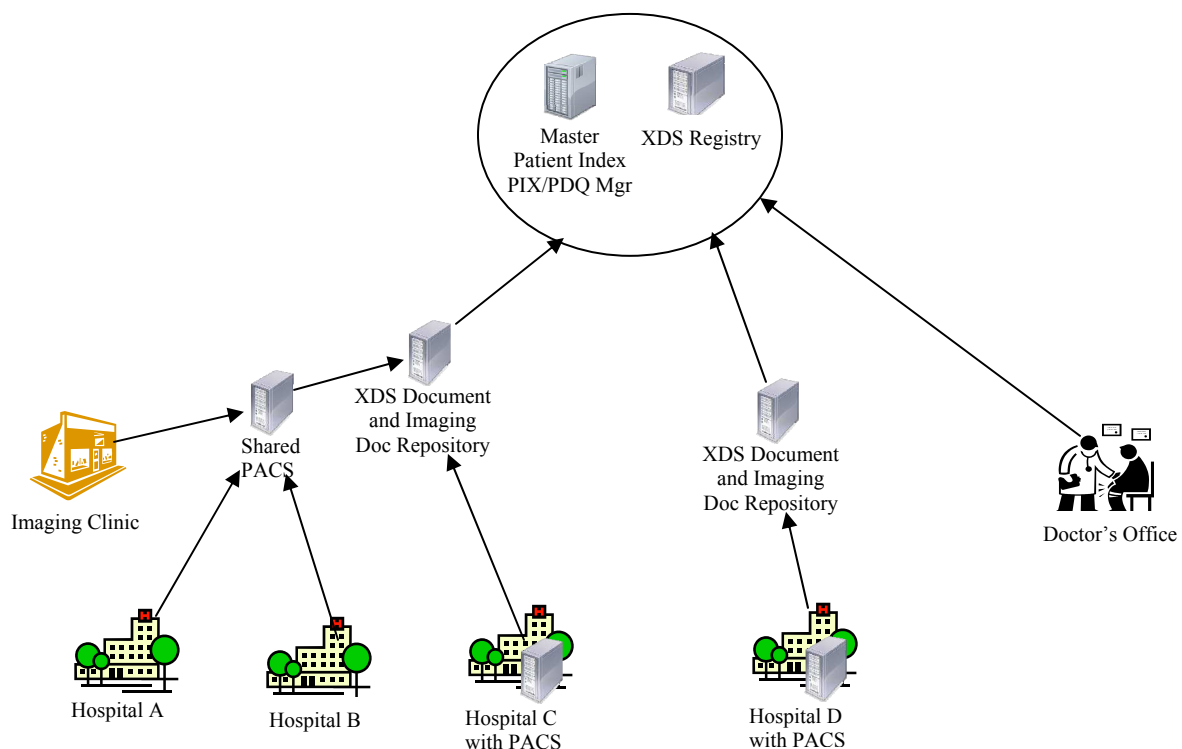 Master
Patient Index
PIX/PDQ Mgr
XDS Registry
XDS Document
and Imaging
Doc Repository
Shared
PACS
XDS Document
and Imaging
Doc Repository
Imaging Clinic
Doctor’s Office
H
H
H
H
Hospital A
Hospital B
Hospital C
with PACS
Hospital D
with PACS